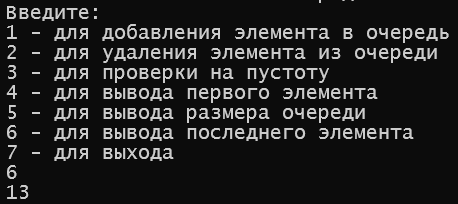 Введите:
1 - для добавления элемента в очередь
2 - для удаления элемента из очереди
3 - для проверки на пустоту
4 - для вывода первого элемента
5 - для вывода размера очереди
6 - для вывода последнего элемента
7 - для выхода
6
13